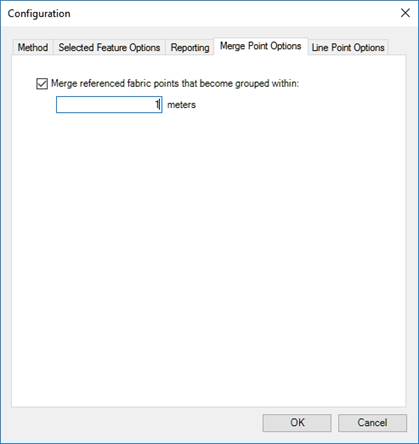 Configuration
Method Selected Feature Options Reporting Merge Point Options Line Point Options
Merge referenced fabric points that become grouped within:
1 meters
OK Cancel